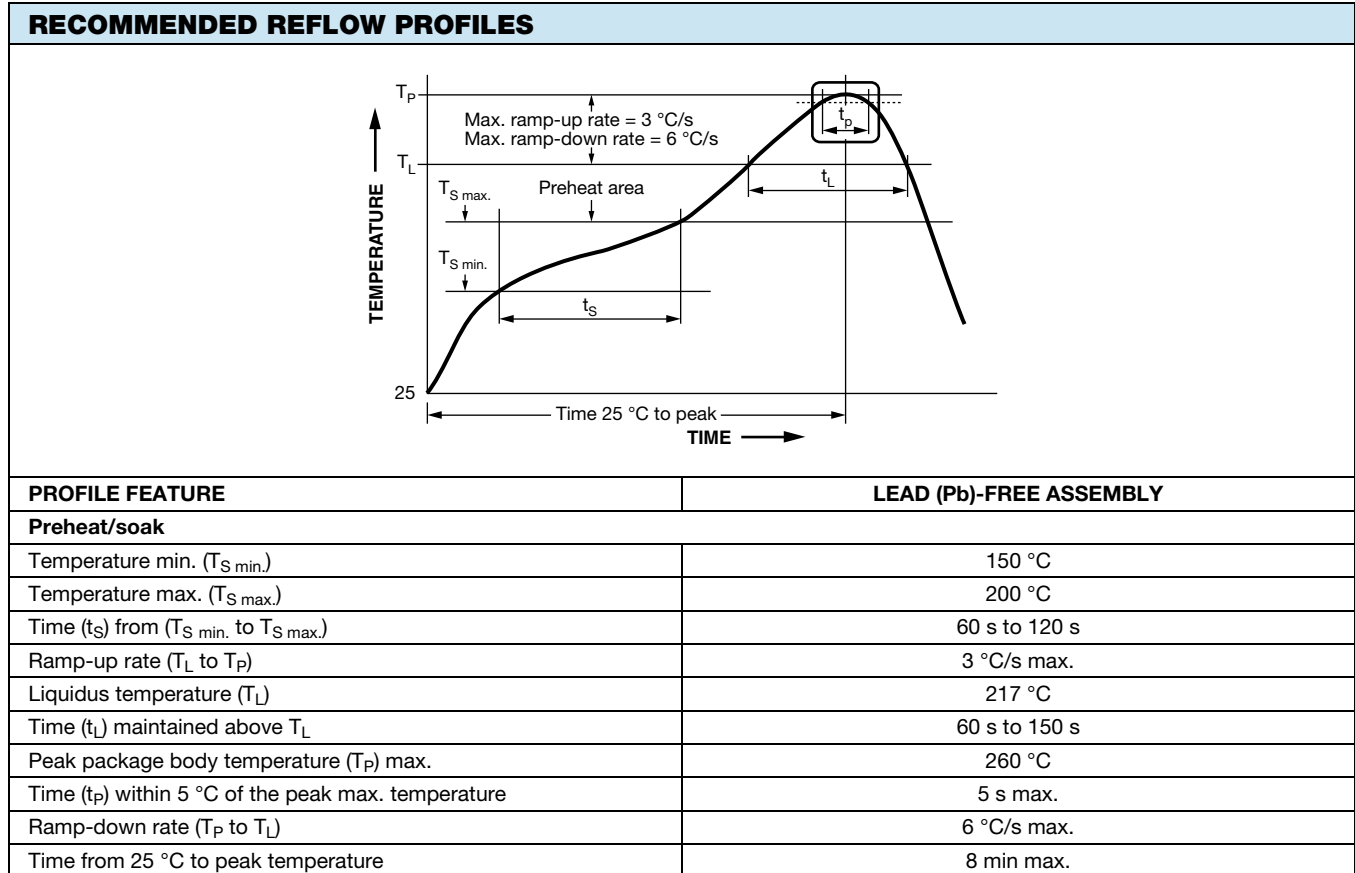 RECOMMENDED REFLOW PROFILES
TP
Max. ramp-up rate = 3 °C/s
Max. ramp-down rate = 6 °C/s
tp
TL
tL
TS max.
Preheat area
TS min.
tS
TEMPERATURE
25
Time 25 °C to peak
TIME
PROFILE FEATURE LEAD (Pb)-FREE ASSEMBLY
Preheat/soak
Temperature min. (TS min.) 150 °C
Temperature max. (TS max.) 200 °C
Time (tS) from (TS min. to TS max.) 60 s to 120 s
Ramp-up rate (TL to TP) 3 °C/s max.
Liquidus temperature (TL) 217 °C
Time (tL) maintained above TL 60 s to 150 s
Peak package body temperature (TP) max. 260 °C
Time (tP) within 5 °C of the peak max. temperature 5 s max.
Ramp-down rate (TP to TL) 6 °C/s max.
Time from 25 °C to peak temperature 8 min max.